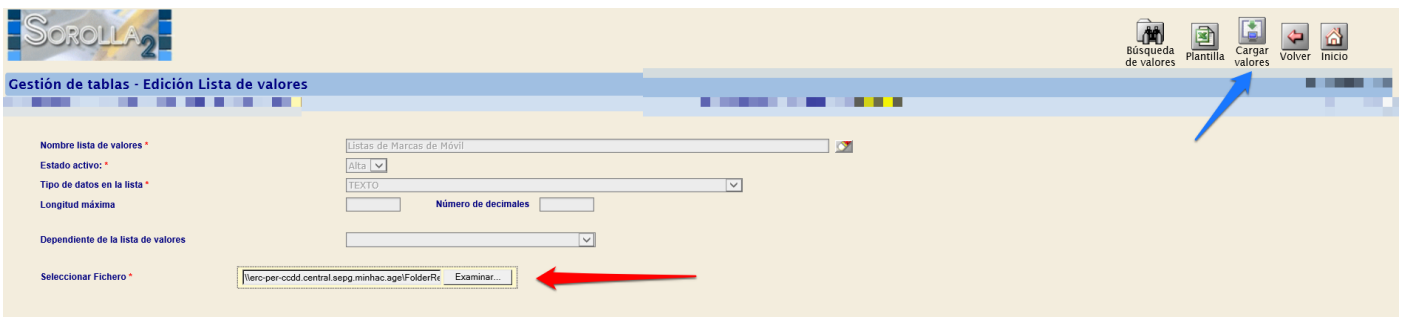 SOROLLA2
Búsqueda de valores
Plantilla
Cargar valores
Volver
Inicio
Gestión de tablas - Edición Lista de valores
Nombre lista de valores *
Listas de Marcas de Móvil
Estado activo: *
Alta
Tipo de datos en la lista *
TEXTO
Longitud máxima
Número de decimales
Dependiente de la lista de valores
Seleccionar Fichero *
\\erc-per-ccdd.central.sepg.minhac.age\FolderRe
Examinar...